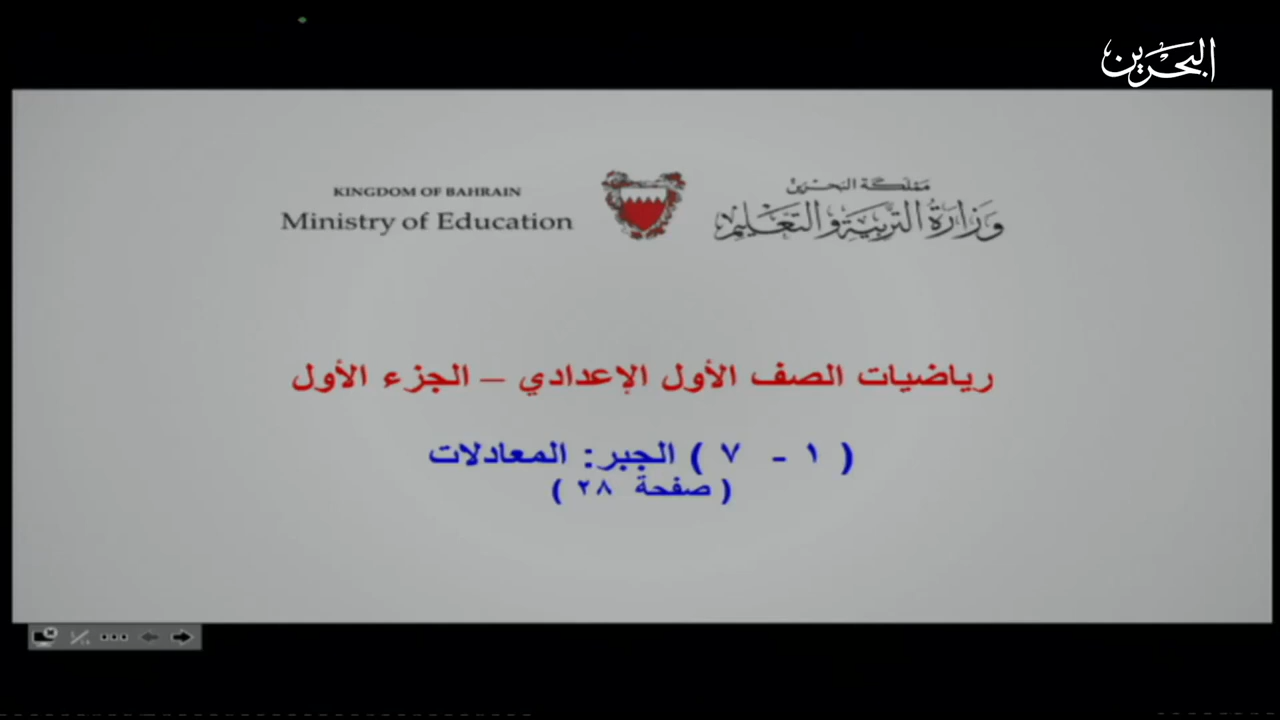 البحرين
KINGDOM OF BAHRAIN
Ministry of Education
مملكة البحرين
وزارة التربية والتعليم
رياضيات الصف الأول الإعدادي – الجزء الأول
( ١ - ٧ ) الجبر: المعادلات
( صفحة ٢٨ )